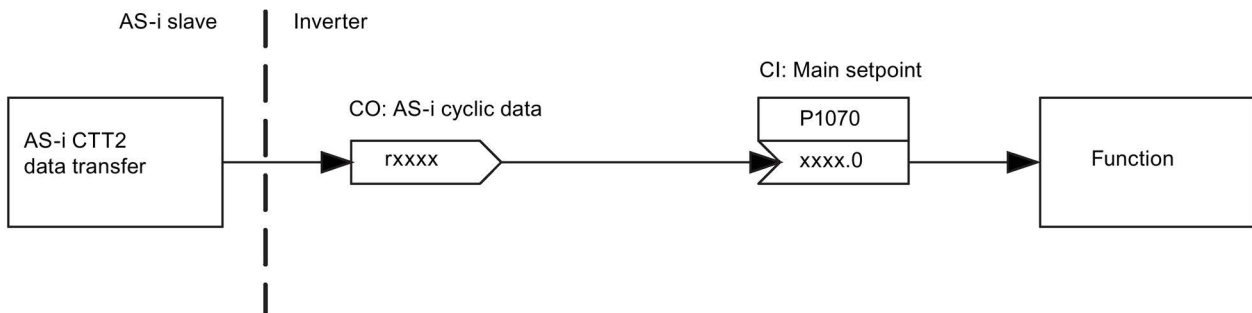 AS-i slave
Inverter
CI: Main setpoint
CO: AS-i cyclic data
P1070
AS-i CTT2
data transfer
rxxxx
xxxx.0
Function